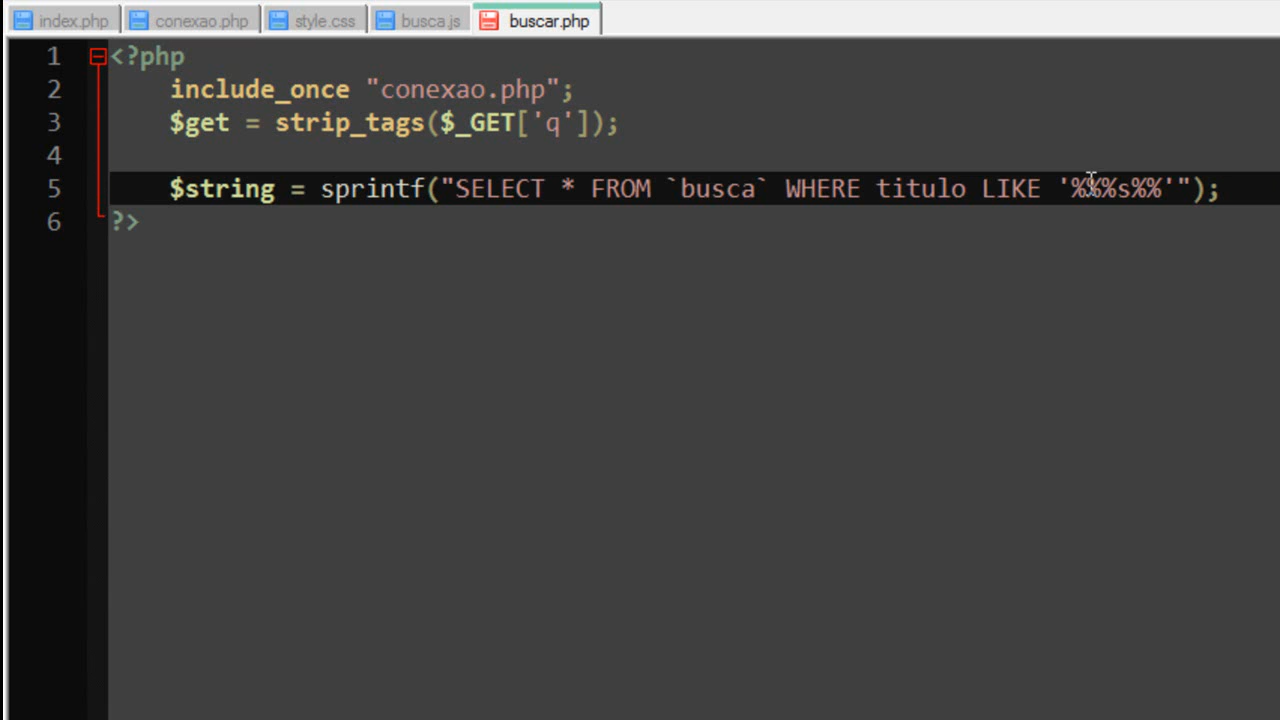 index.php conexao.php style.css busca.js buscar.php
1 <?php
2 include_once "conexao.php";
3 $get = strip_tags($_GET['q']);
4
5 $string = sprintf("SELECT * FROM `busca` WHERE titulo LIKE '%%%s%%'");
6 ?>